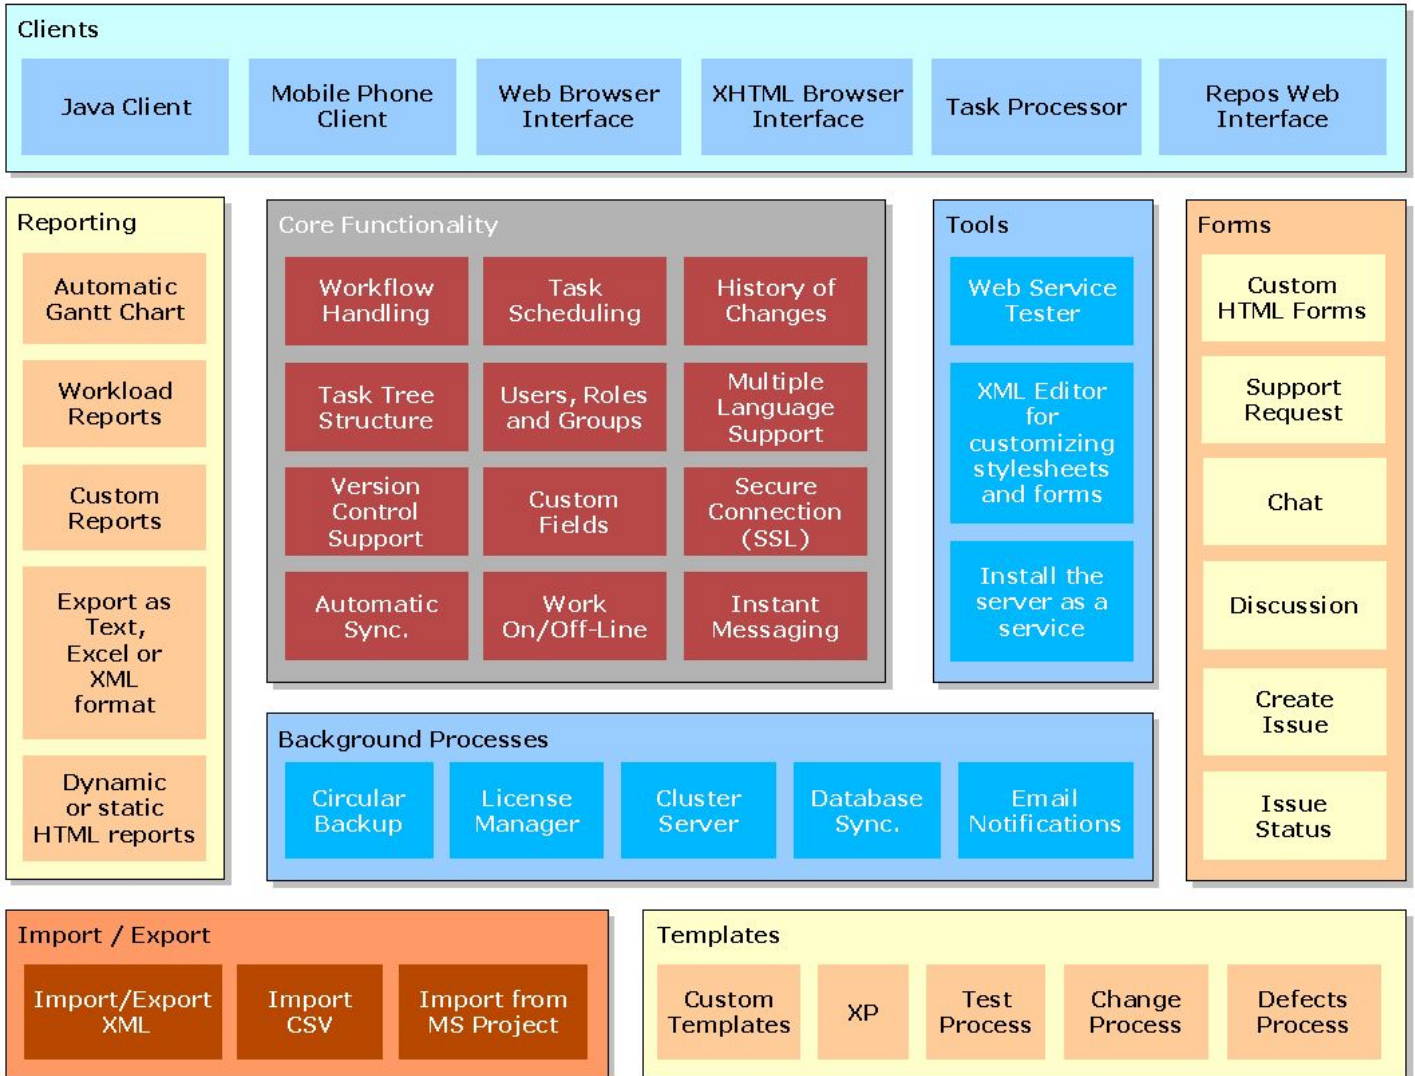 Clients
Java Client
Mobile Phone
Client
Web Browser
Interface
XHTML Browser
Interface
Task Processor
Repos Web
Interface
Reporting
Automatic
Gantt Chart
Workload
Reports
Custom
Reports
Export as
Text,
Excel or
XML
format
Dynamic
or static
HTML reports
Core Functionality
Workflow
Handling
Task
Scheduling
History of
Changes
Task Tree
Structure
Users, Roles
and Groups
Multiple
Language
Support
Version
Control
Support
Custom
Fields
Secure
Connection
(SSL)
Automatic
Sync.
Work
On/Off-Line
Instant
Messaging
Tools
Web Service
Tester
XML Editor
for
customizing
stylesheets
and forms
Install the
server as a
service
Forms
Custom
HTML Forms
Support
Request
Chat
Discussion
Create
Issue
Issue
Status
Background Processes
Circular
Backup
License
Manager
Cluster
Server
Database
Sync.
Email
Notifications
Import / Export
Import/Export
XML
Import
CSV
Import from
MS Project
Templates
Custom
Templates
XP
Test
Process
Change
Process
Defects
Process